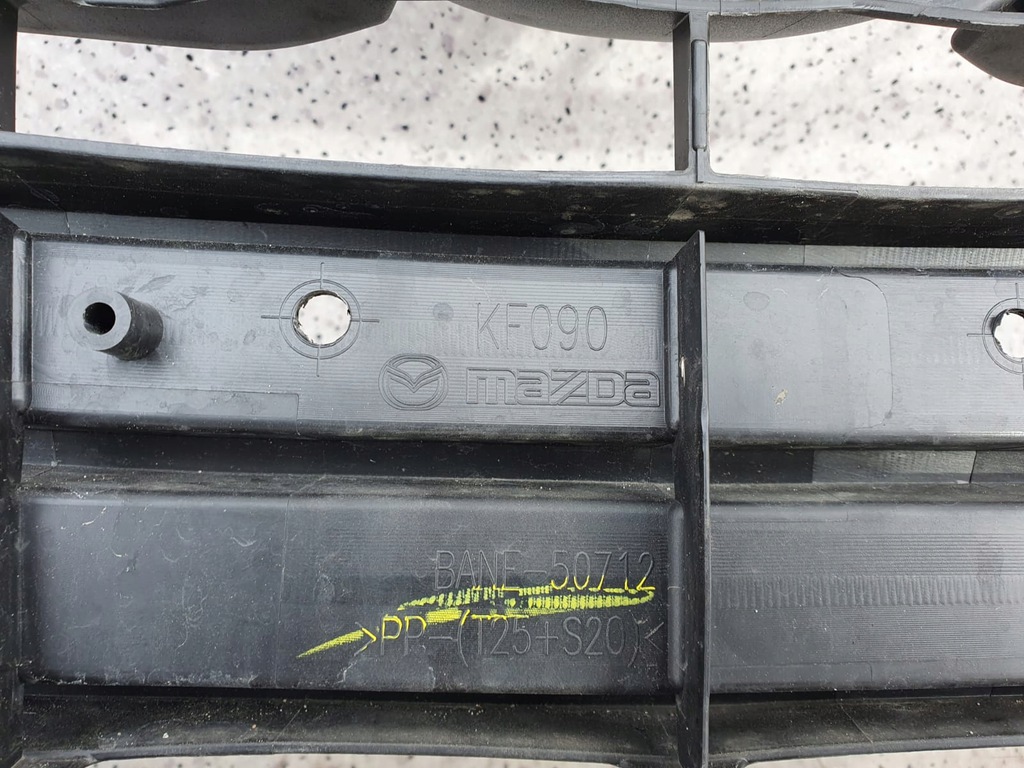 KF090
mazda
BANE-50712
>PP-(T25+S20)<